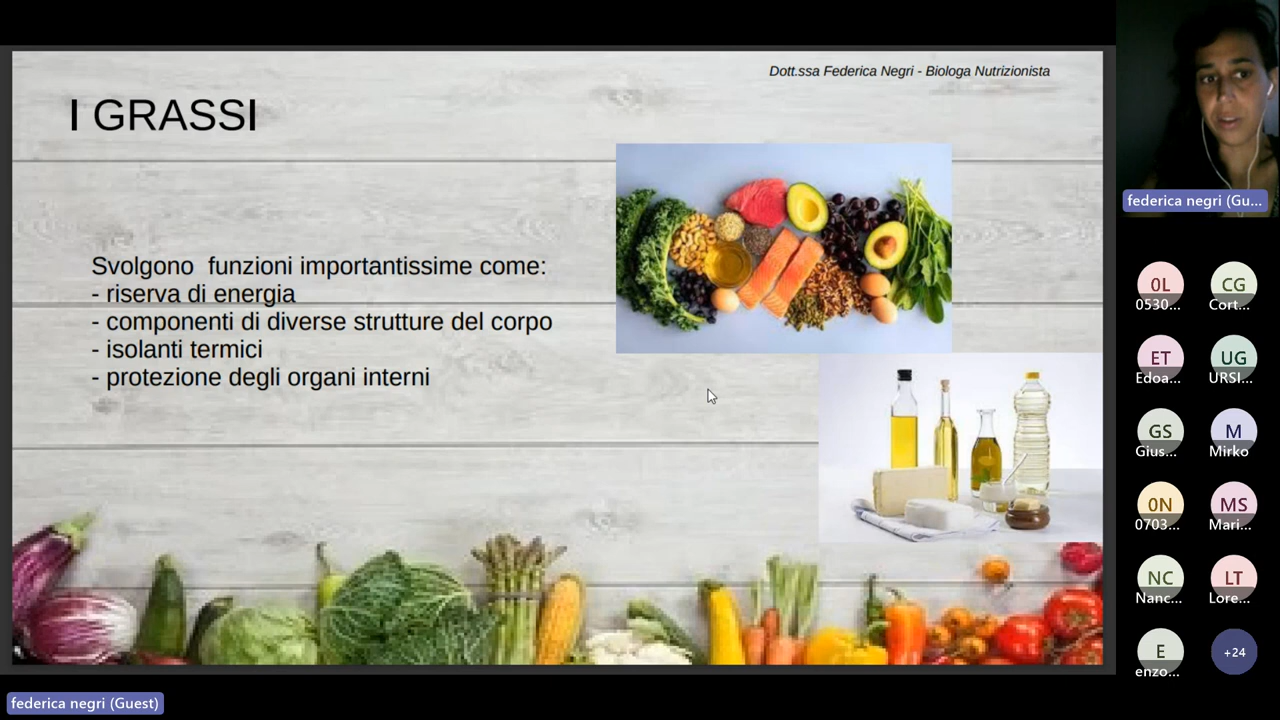 Dott.ssa Federica Negri - Biologa Nutrizionista
I GRASSI
Svolgono  funzioni importantissime come:
- riserva di energia
- componenti di diverse strutture del corpo
- isolanti termici
- protezione degli organi interni
federica negri (Gu...
0L
0530...
CG
Cort...
ET
Edoa...
UG
URSI...
GS
Gius...
M
Mirko
0N
0703...
MS
Mari...
NC
Nanc...
LT
Lore...
E
enzo...
+24
federica negri (Guest)